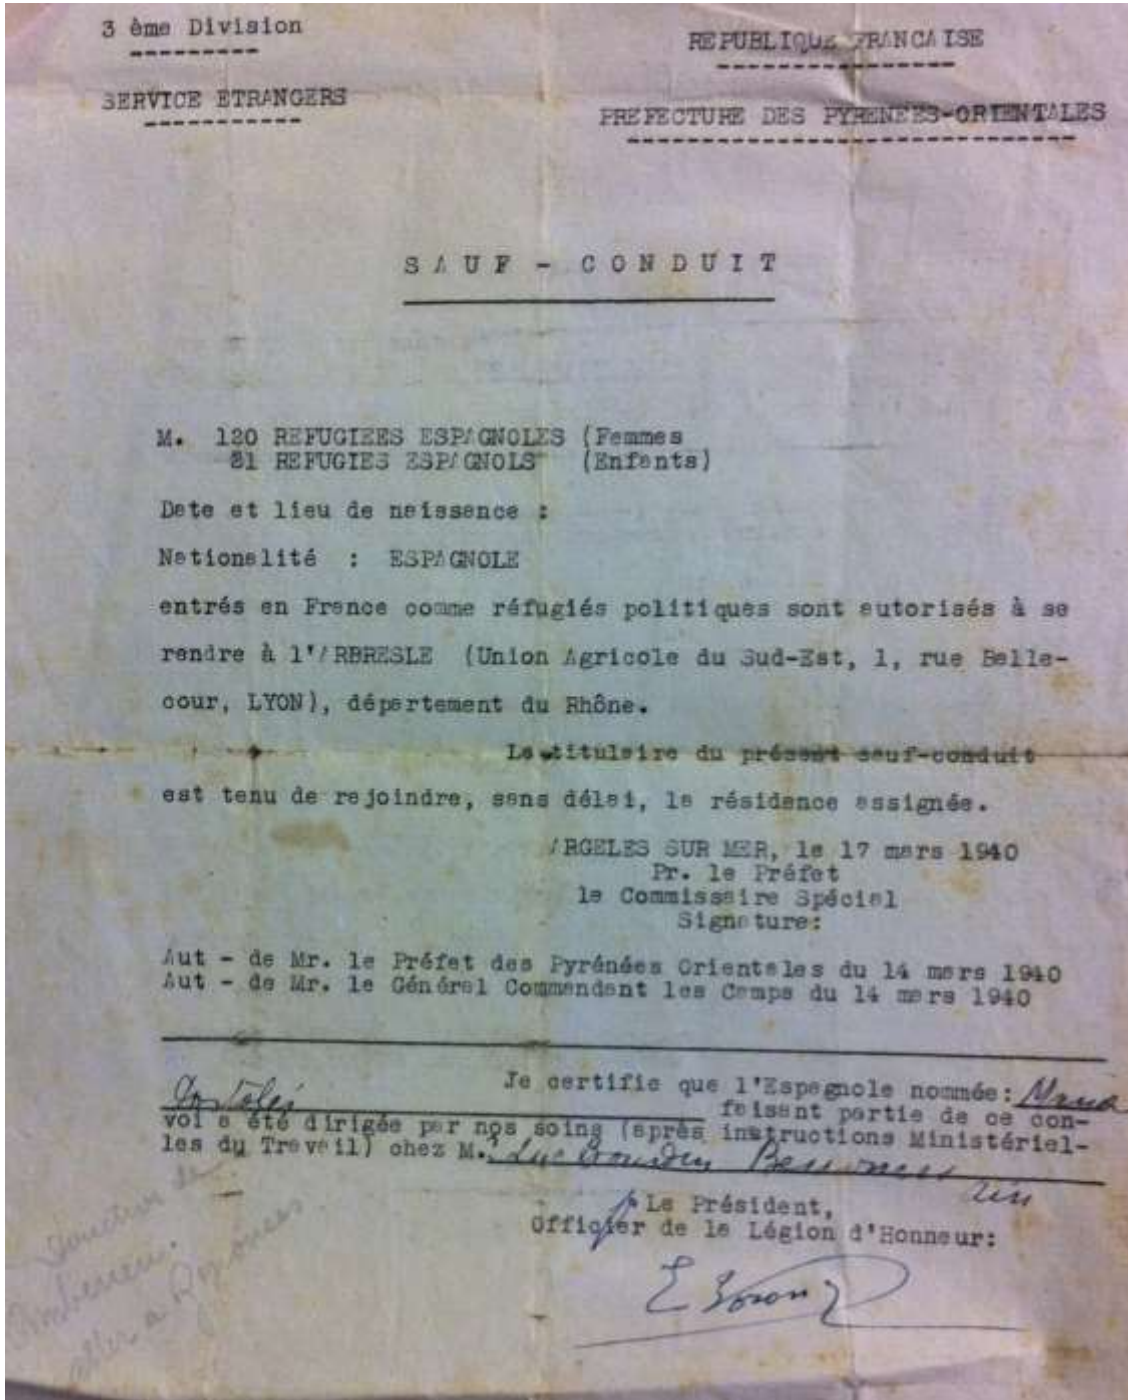 3 ème Division
REPUBLIQUE FRANCAISE
SERVICE ETRANGERS
PREFECTURE DES PYRENEES-ORIENTALES
SAUF - CONDUIT
M. 120 REFUGIEES ESPAGNOLES (Femmes
81 REFUGIES ESPAGNOLS (Enfants)
Date et lieu de naissance :
Nationalité : ESPAGNOLE
entrés en France comme réfugiés politiques sont autorisés à se
rendre à l'ARBRESLE (Union Agricole du Sud-Est, 1, rue Belle-
cour, LYON), département du Rhône.
Le titulaire du présent sauf-conduit
est tenu de rejoindre, sans délai, la résidence assignée.
ARGELES SUR MER, le 17 mars 1940
Pr. le Préfet
le Commissaire Spécial
Signature:
Aut - de Mr. le Préfet des Pyrénées Orientales du 14 mars 1940
Aut - de Mr. le Général Commandant les Camps du 14 mars 1940
Je certifie que l'Espagnole nommée:
faisant partie de ce con-
voi a été dirigée par nos soins (après instructions Ministériel-
les du Travail) chez M.
Ain
Le Président,
Officier de la Légion d'Honneur:
aller a